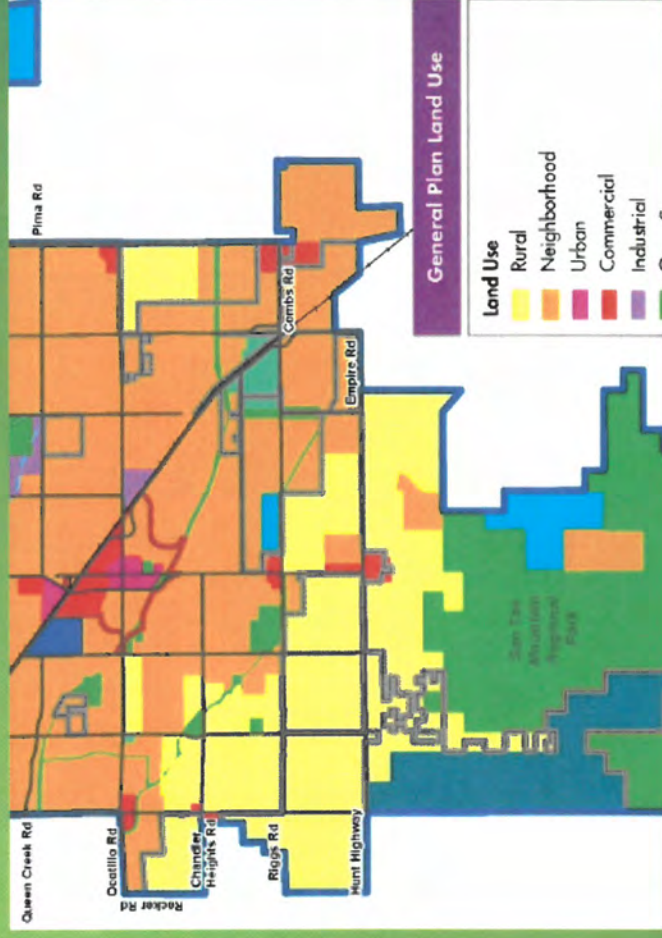 Pima Rd
Queen Creek Rd
Ocotillo Rd
Chandler
Heights Rd
Riggs Rd
Hunt Highway
Recker Rd
Combs Rd
Empire Rd
San Tan
Mountain
Regional
Park
General Plan Land Use
Land Use
Rural
Neighborhood
Urban
Commercial
Industrial